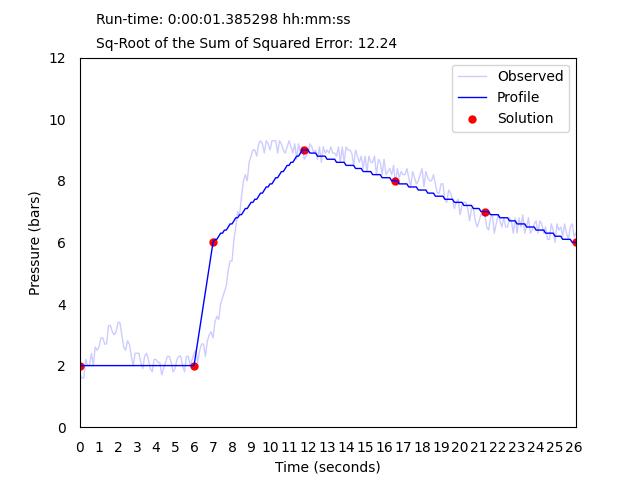 Run-time: 0:00:01.385298 hh:mm:ss
Sq-Root of the Sum of Squared Error: 12.24
12
10
8
6
4
2
0
Pressure (bars)
Observed
Profile
Solution
0 1 2 3 4 5 6 7 8 9 10 11 12 13 14 15 16 17 18 19 20 21 22 23 24 25 26
Time (seconds)